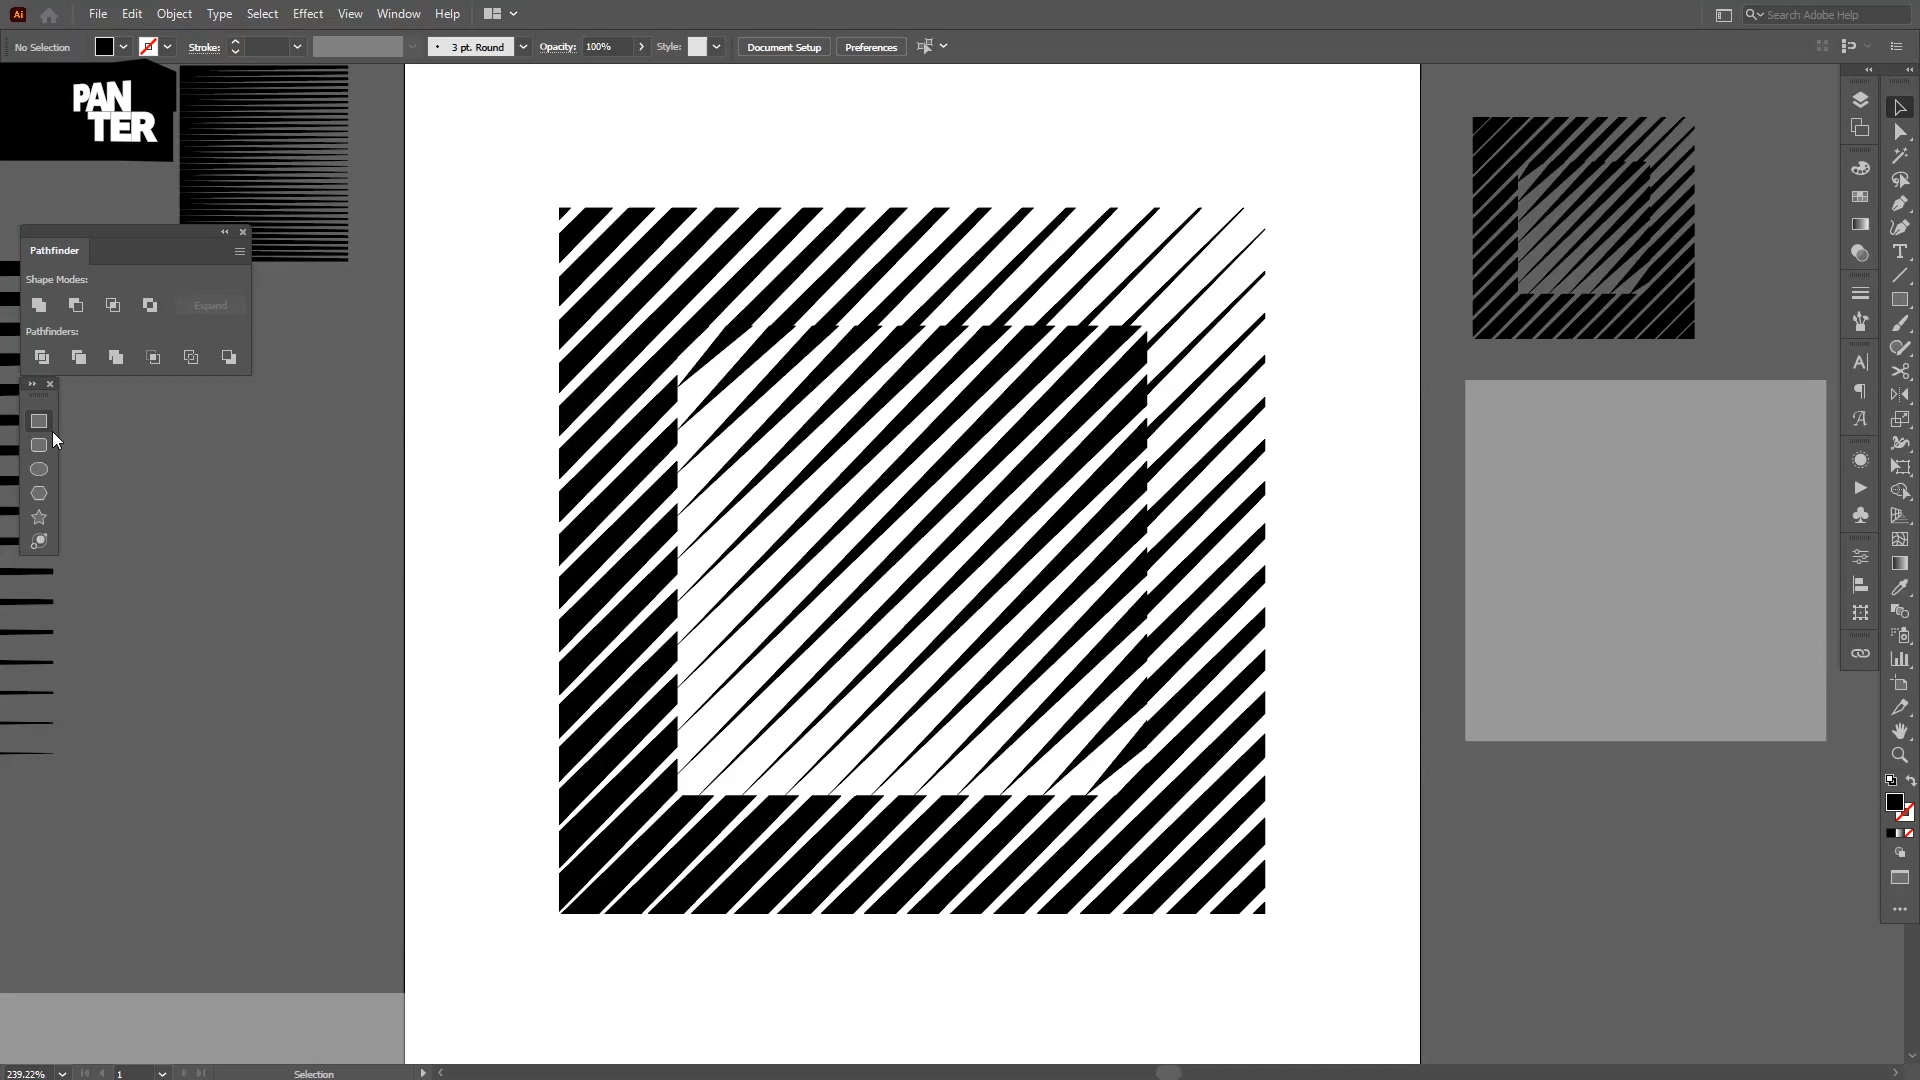 Ai
File Edit Object Type Select Effect View Window Help
Search Adobe Help
No Selection
Stroke:
3 pt. Round
Opacity: 100%
Style:
Document Setup
Preferences
PAN
TER
Pathfinder
Shape Modes:
Expand
Pathfinders:
239.22%
1
Selection